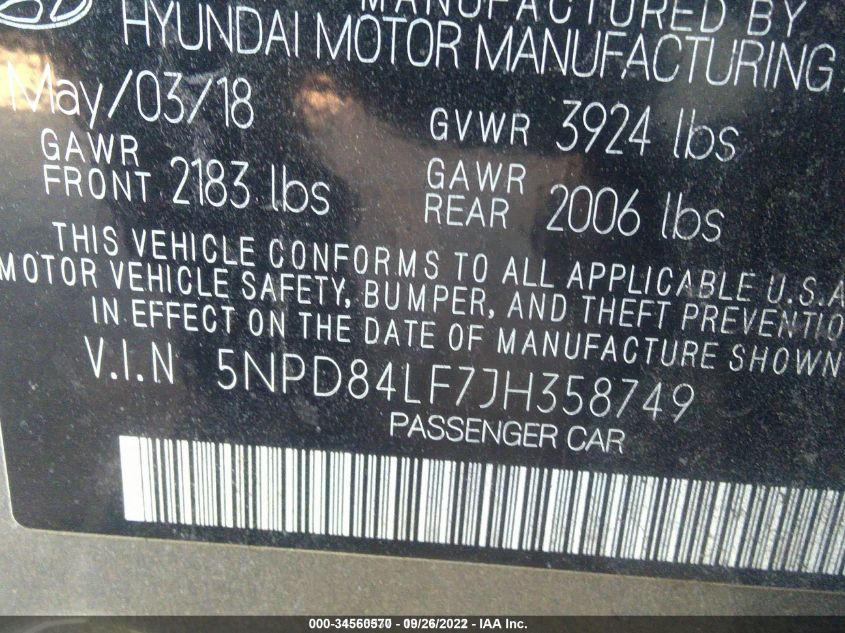 MANUFACTURED BY
HYUNDAI MOTOR MANUFACTURING
May/03/18
GVWR 3924 lbs
GAWR FRONT 2183 lbs
GAWR REAR 2006 lbs
THIS VEHICLE CONFORMS TO ALL APPLICABLE U.S.A
MOTOR VEHICLE SAFETY, BUMPER, AND THEFT PREVENTIO
IN EFFECT ON THE DATE OF MANUFACTURE SHOWN
V.I.N 5NPD84LF7JH358749
PASSENGER CAR
000-34560570 - 09/26/2022 - IAA Inc.